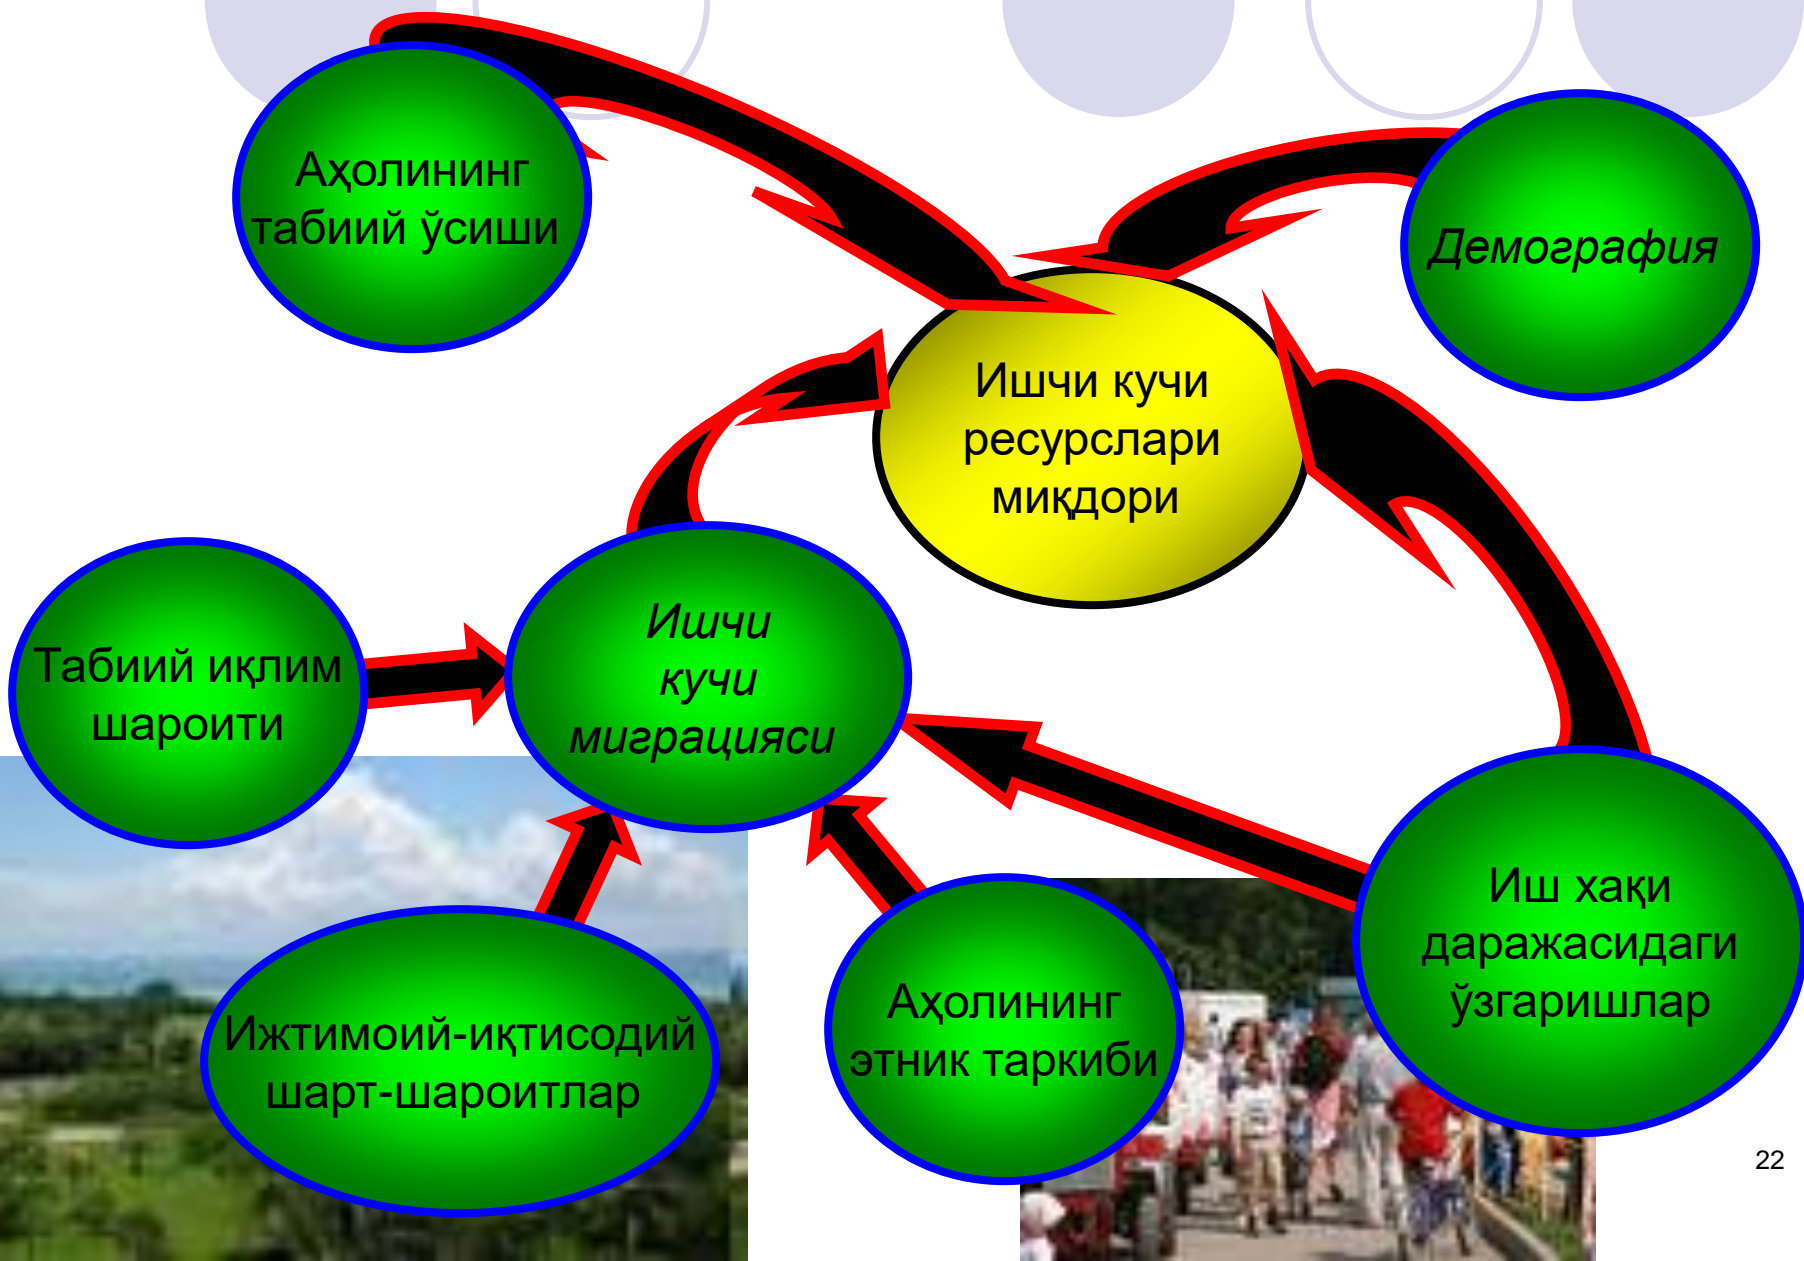 Аҳолининг
табиий ўсиши
Демография
Ишчи кучи
ресурслари
миқдори
Ишчи
кучи
миграцияси
Табиий иқлим
шароити
Иш хақи
даражасидаги
ўзгаришлар
Аҳолининг
этник таркиби
Ижтимоий-иқтисодий
шарт-шароитлар
22